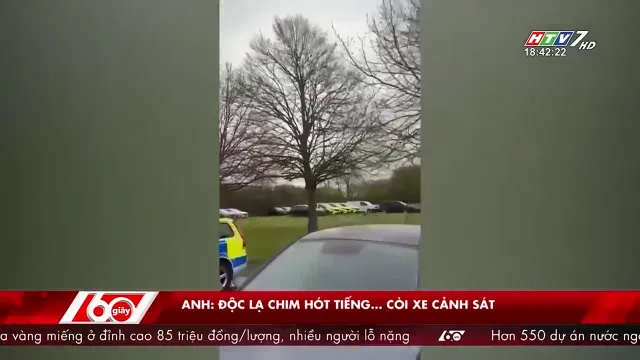 HTV7 HD
18:42:22
60 giây
ANH: ĐỘC LẠ CHIM HÓT TIẾNG... CÒI XE CẢNH SÁT
a vàng miếng ở đỉnh cao 85 triệu đồng/lượng, nhiều người lỗ nặng 60 Hơn 550 dự án nước ng